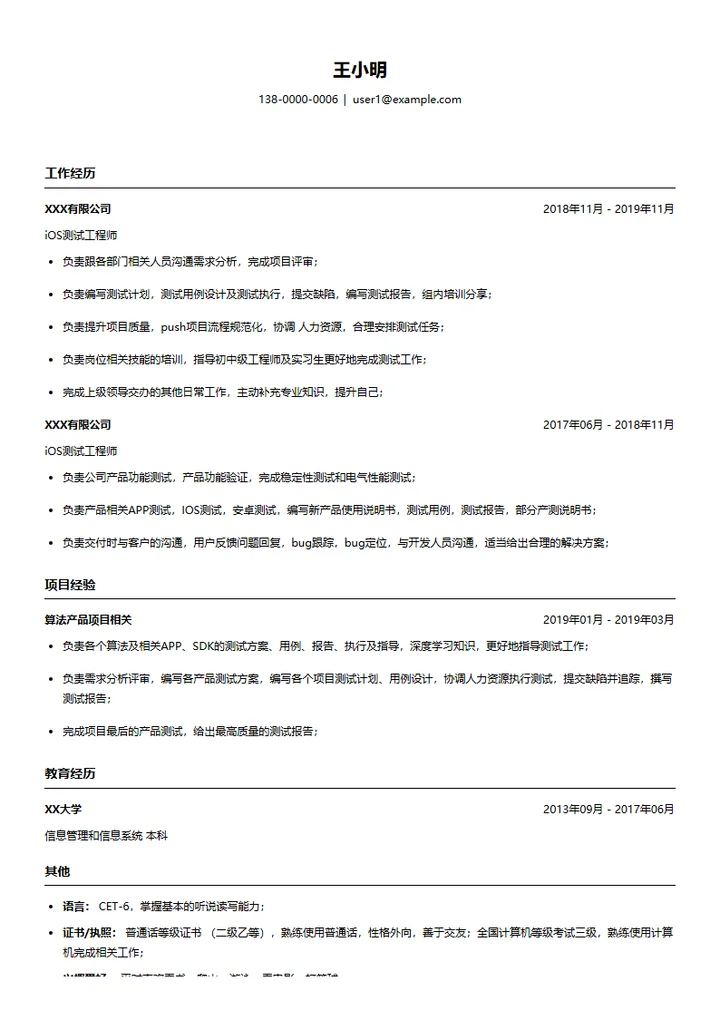 王小明
138-0000-0006 | user1@example.com
工作经历
XXX有限公司 2018年11月 - 2019年11月
iOS测试工程师
• 负责跟各部门相关人员沟通需求分析，完成项目评审；
• 负责编写测试计划，测试用例设计及测试执行，提交缺陷，编写测试报告，组内培训分享；
• 负责提升项目质量，push项目流程规范化，协调 人力资源，合理安排测试任务；
• 负责岗位相关技能的培训，指导初中级工程师及实习生更好地完成测试工作；
• 完成上级领导交办的其他日常工作，主动补充专业知识，提升自己；
XXX有限公司 2017年06月 - 2018年11月
iOS测试工程师
• 负责公司产品功能测试，产品功能验证，完成稳定性测试和电气性能测试；
• 负责产品相关APP测试，IOS测试，安卓测试，编写新产品使用说明书，测试用例，测试报告，部分产测说明书；
• 负责交付时与客户的沟通，用户反馈问题回复，bug跟踪，bug定位，与开发人员沟通，适当给出合理的解决方案；
项目经验
算法产品项目相关 2019年01月 - 2019年03月
• 负责各个算法及相关APP、SDK的测试方案、用例、报告、执行及指导，深度学习知识，更好地指导测试工作；
• 负责需求分析评审，编写各产品测试方案，编写各个项目测试计划、用例设计，协调人力资源执行测试，提交缺陷并追踪，撰写
测试报告；
• 完成项目最后的产品测试，给出最高质量的测试报告；
教育经历
XX大学 2013年09月 - 2017年06月
信息管理和信息系统 本科
其他
• 语言： CET-6，掌握基本的听说读写能力；
• 证书/执照： 普通话等级证书 （二级乙等），熟练使用普通话，性格外向，善于交友；全国计算机等级考试三级，熟练使用计算
机完成相关工作；